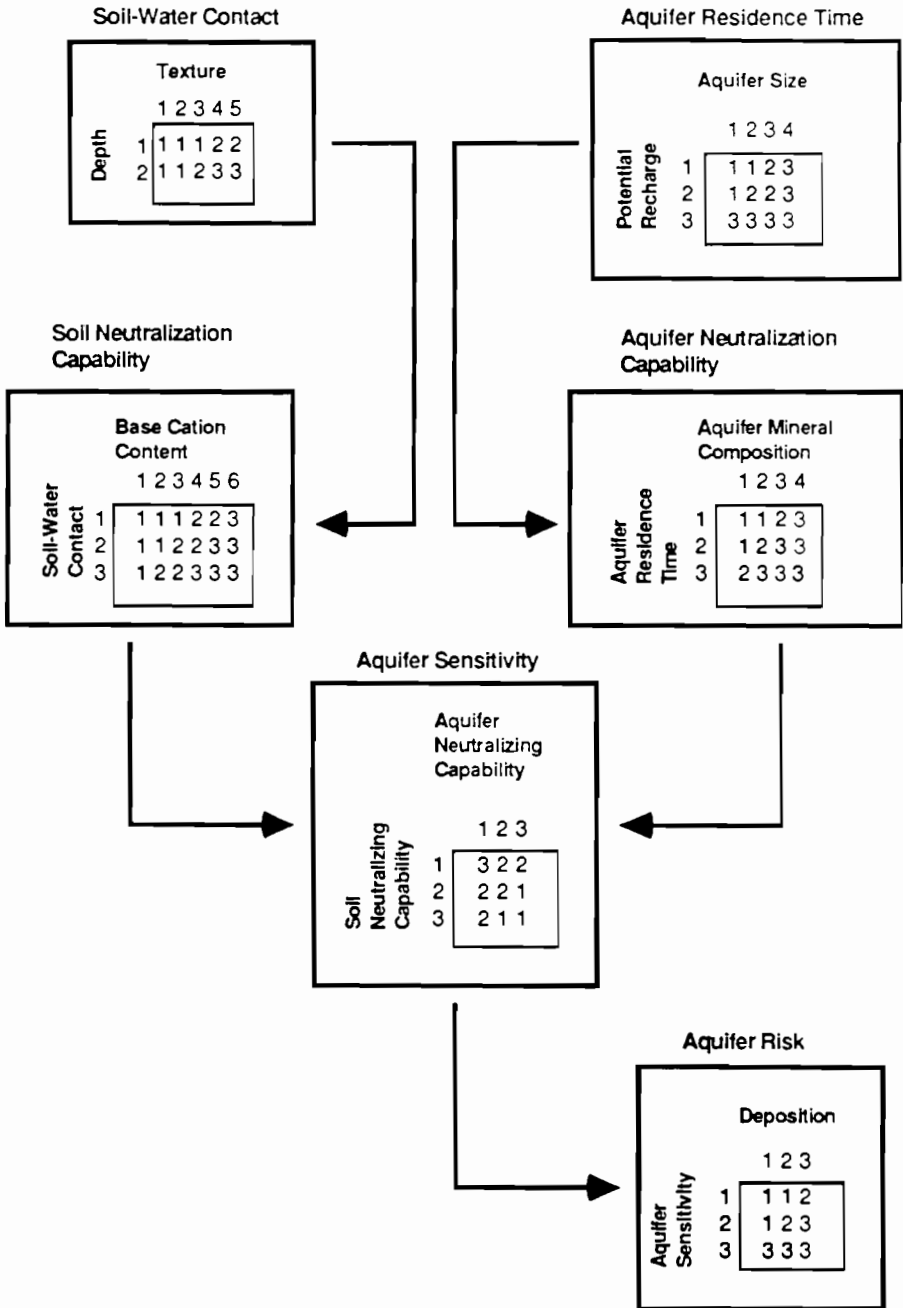 Soil-Water Contact
Texture
1 2 3 4 5
Depth
1 1 1 1 2 2
2 1 1 2 3 3
Aquifer Residence Time
Aquifer Size
1 2 3 4
Potential
Recharge
1 1 1 2 3
2 1 2 2 3
3 3 3 3 3
Soil Neutralization
Capability
Base Cation
Content
1 2 3 4 5 6
Soil-Water
Contact
1 1 1 1 2 2 3
2 1 1 2 2 3 3
3 1 2 2 3 3 3
Aquifer Neutralization
Capability
Aquifer Mineral
Composition
1 2 3 4
Aquifer
Residence
Time
1 1 1 2 3
2 1 2 3 3
3 2 3 3 3
Aquifer Sensitivity
Aquifer
Neutralizing
Capability
1 2 3
Soil
Neutralizing
Capability
1 3 2 2
2 2 2 1
3 2 1 1
Aquifer Risk
Deposition
1 2 3
Aquifer
Sensitivity
1 1 1 2
2 1 2 3
3 3 3 3